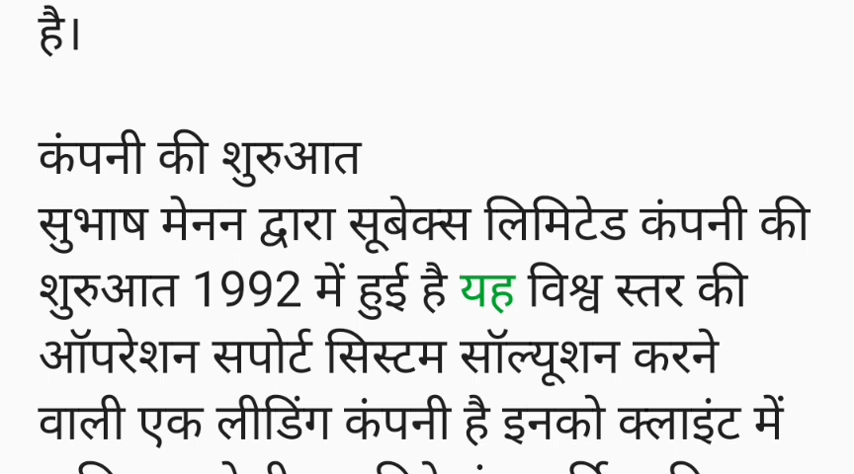 है।
कंपनी की शुरुआत
सुभाष मेनन द्वारा सूबेक्स लिमिटेड कंपनी की
शुरुआत 1992 में हुई है यह विश्व स्तर की
ऑपरेशन सपोर्ट सिस्टम सॉल्यूशन करने
वाली एक लीडिंग कंपनी है इनको क्लाइंट में